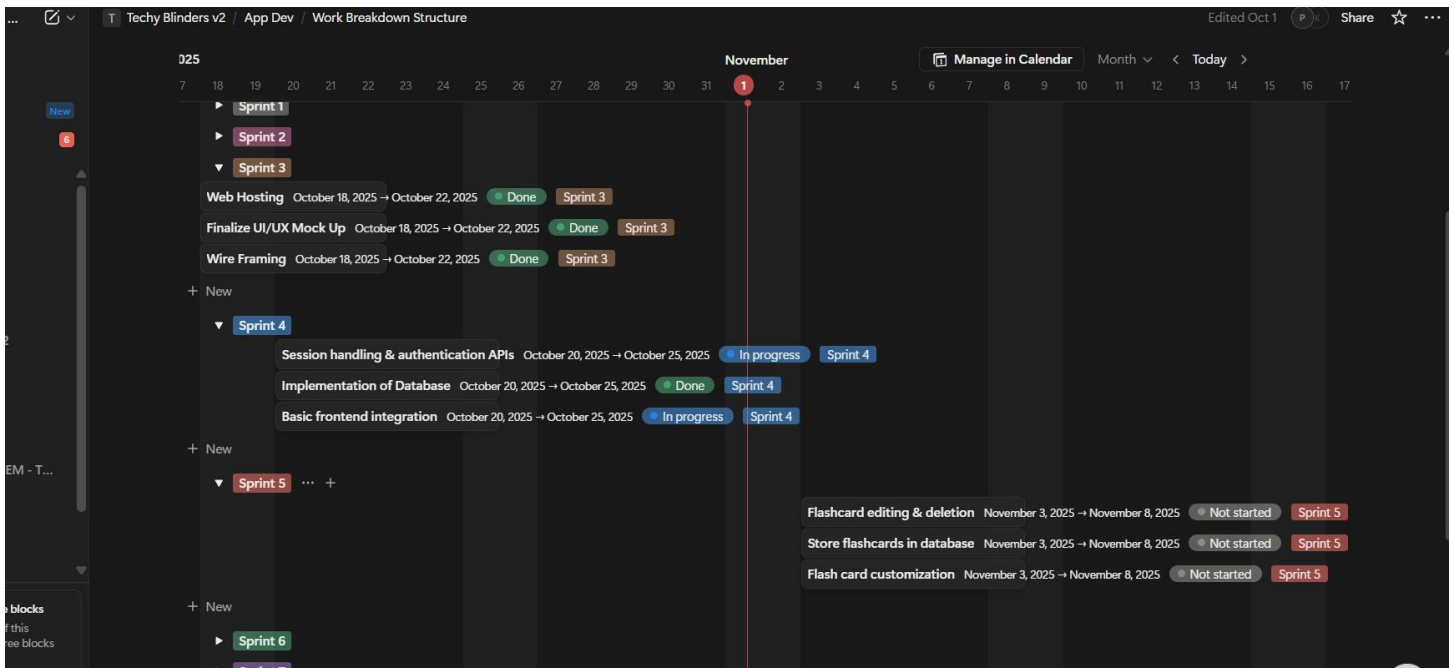 ...
T Techy Blinders v2 / App Dev / Work Breakdown Structure
Edited Oct 1 P K Share ...
2025 November Manage in Calendar Month < Today >
7 18 19 20 21 22 23 24 25 26 27 28 29 30 31 1 2 3 4 5 6 7 8 9 10 11 12 13 14 15 16 17
New
6
Sprint 1
Sprint 2
Sprint 3
Web Hosting October 18, 2025 → October 22, 2025 Done Sprint 3
Finalize UI/UX Mock Up October 18, 2025 → October 22, 2025 Done Sprint 3
Wire Framing October 18, 2025 → October 22, 2025 Done Sprint 3
+ New
Sprint 4
Session handling & authentication APIs October 20, 2025 → October 25, 2025 In progress Sprint 4
Implementation of Database October 20, 2025 → October 25, 2025 Done Sprint 4
Basic frontend integration October 20, 2025 → October 25, 2025 In progress Sprint 4
+ New
EM - T...
Sprint 5 ... +
Flashcard editing & deletion November 3, 2025 → November 8, 2025 Not started Sprint 5
Store flashcards in database November 3, 2025 → November 8, 2025 Not started Sprint 5
Flash card customization November 3, 2025 → November 8, 2025 Not started Sprint 5
+ New
blocks
f this
ree blocks
Sprint 6